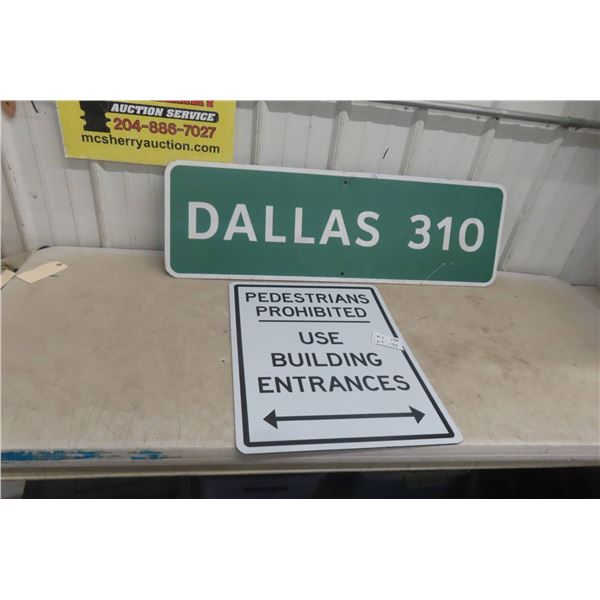 AUCTION SERVICE
204-886-7027
mcsherryauction.com
DALLAS 310
PEDESTRIANS
PROHIBITED
USE
BUILDING
ENTRANCES